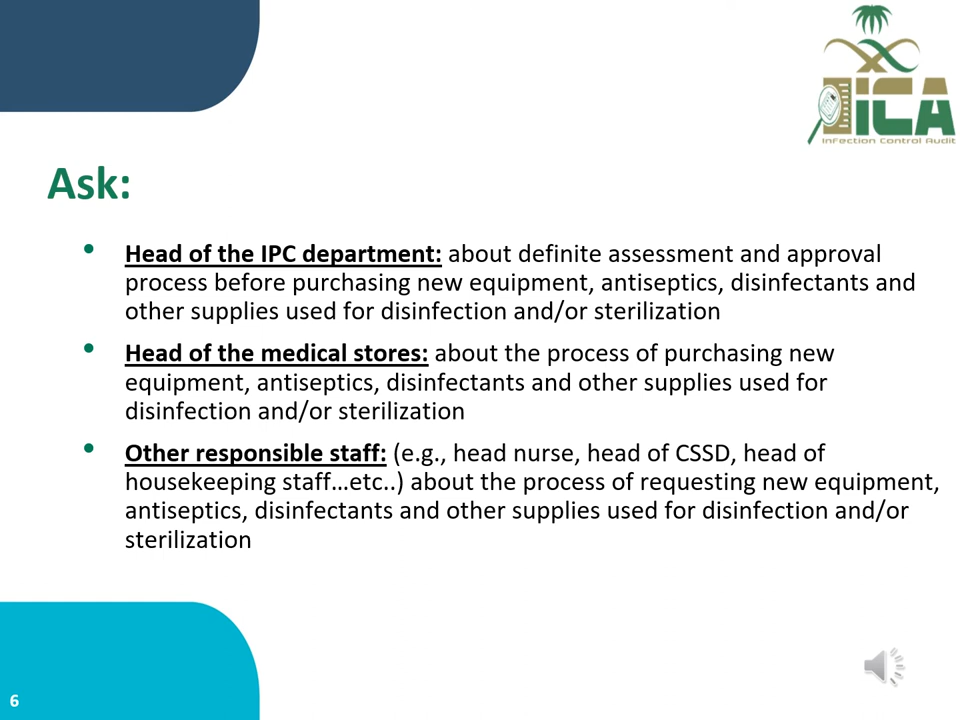 iCA
Infection Control Audit
Ask:
• Head of the IPC department: about definite assessment and approval
process before purchasing new equipment, antiseptics, disinfectants and
other supplies used for disinfection and/or sterilization
• Head of the medical stores: about the process of purchasing new
equipment, antiseptics, disinfectants and other supplies used for
disinfection and/or sterilization
• Other responsible staff: (e.g., head nurse, head of CSSD, head of
housekeeping staff…etc..) about the process of requesting new equipment,
antiseptics, disinfectants and other supplies used for disinfection and/or
sterilization
6